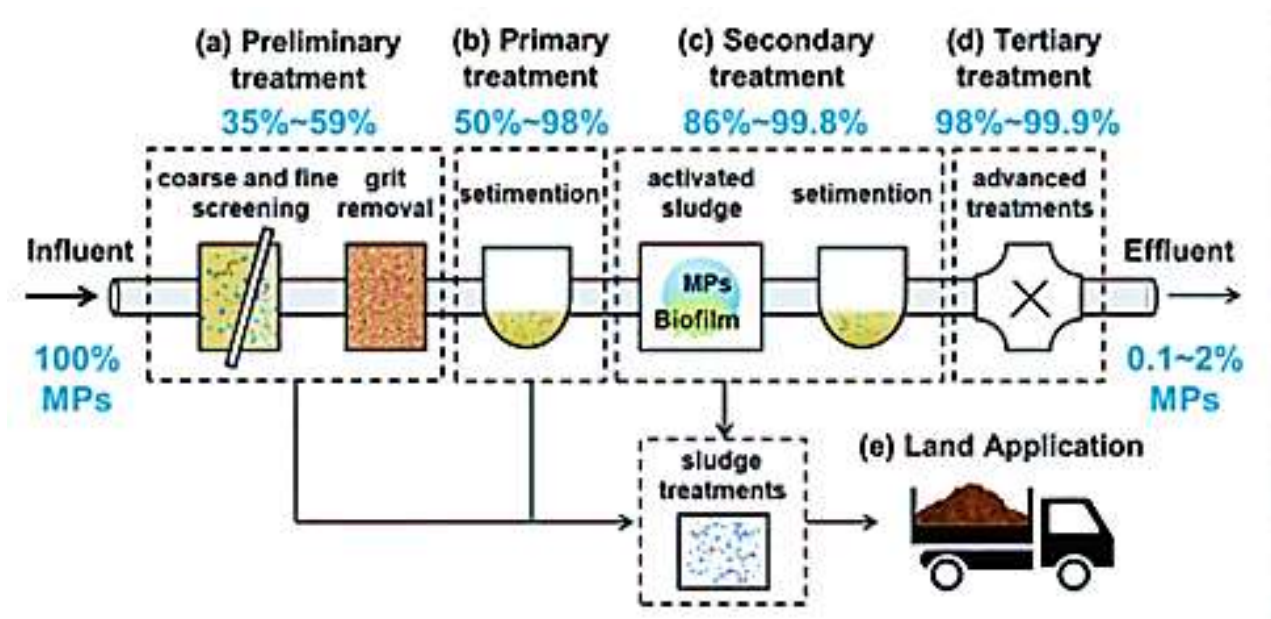 (a) Preliminary
treatment
35%~59%
(b) Primary
treatment
50%~98%
(c) Secondary
treatment
86%~99.8%
(d) Tertiary
treatment
98%~99.9%
coarse and fine
screening
grit
removal
setimention
activated
sludge
setimention
advanced
treatments
Influent
100%
MPs
MPs
Biofilm
Effluent
0.1~2%
MPs
sludge
treatments
(e) Land Application